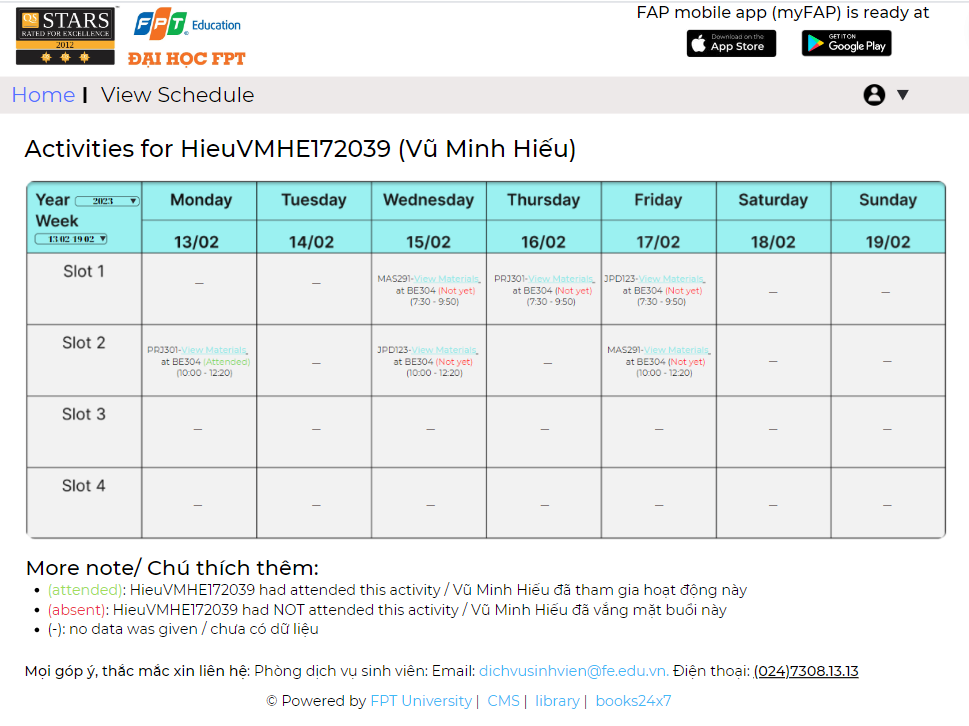 QS STARS
RATED FOR EXCELLENCE
2012
FPT Education
ĐẠI HỌC FPT
FAP mobile app (myFAP) is ready at
Download on the
App Store
GET IT ON
Google Play
Home | View Schedule
Activities for HieuVMHE172039 (Vũ Minh Hiếu)
Year 2023 Monday Tuesday Wednesday Thursday Friday Saturday Sunday
Week
13/02 19/02 13/02 14/02 15/02 16/02 17/02 18/02 19/02
Slot 1
MAS291-View Materials PRJ301-View Materials JPD123-View Materials
— — at BE304 (Not yet) at BE304 (Not yet) at BE304 (Not yet) — —
(7:30 - 9:50) (7:30 - 9:50) (7:30 - 9:50)
Slot 2
PRJ301-View Materials JPD123-View Materials MAS291-View Materials
at BE304 (Attended) — at BE304 (Not yet) — at BE304 (Not yet) — —
(10:00 - 12:20) (10:00 - 12:20) (10:00 - 12:20)
Slot 3
— — — — — — —
Slot 4
— — — — — — —
More note/ Chú thích thêm:
• (attended): HieuVMHE172039 had attended this activity / Vũ Minh Hiếu đã tham gia hoạt động này
• (absent): HieuVMHE172039 had NOT attended this activity / Vũ Minh Hiếu đã vắng mặt buổi này
• (-): no data was given / chưa có dữ liệu
Mọi góp ý, thắc mắc xin liên hệ: Phòng dịch vụ sinh viên: Email: dichvusinhvien@fe.edu.vn. Điện thoại: (024)7308.13.13
© Powered by FPT University | CMS | library | books24x7